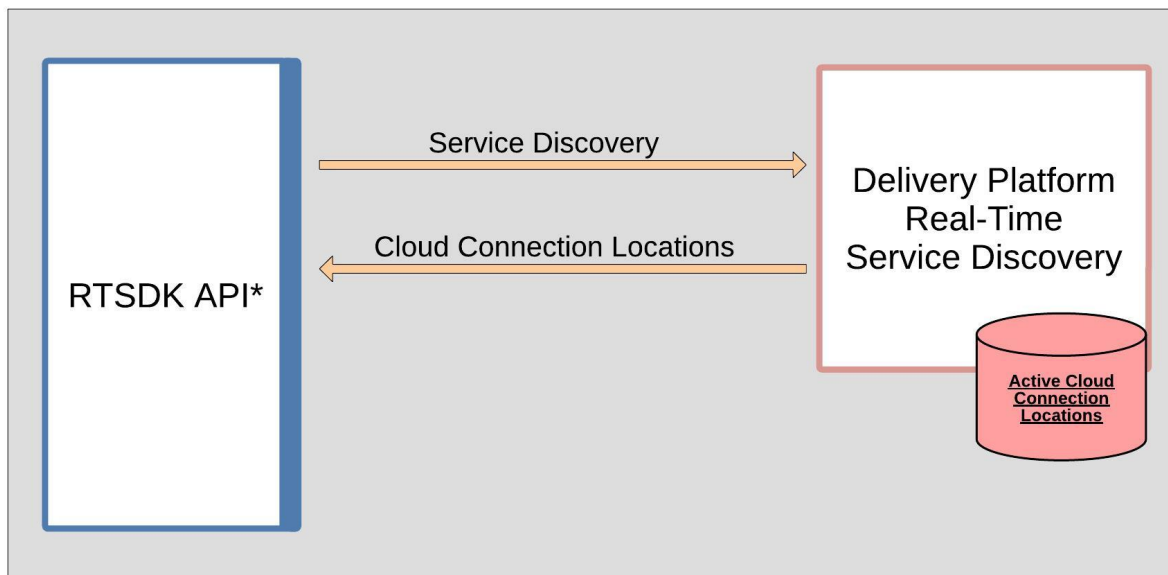 Service Discovery
Cloud Connection Locations
RTSDK API*
Delivery Platform
Real-Time
Service Discovery
Active Cloud
Connection
Locations